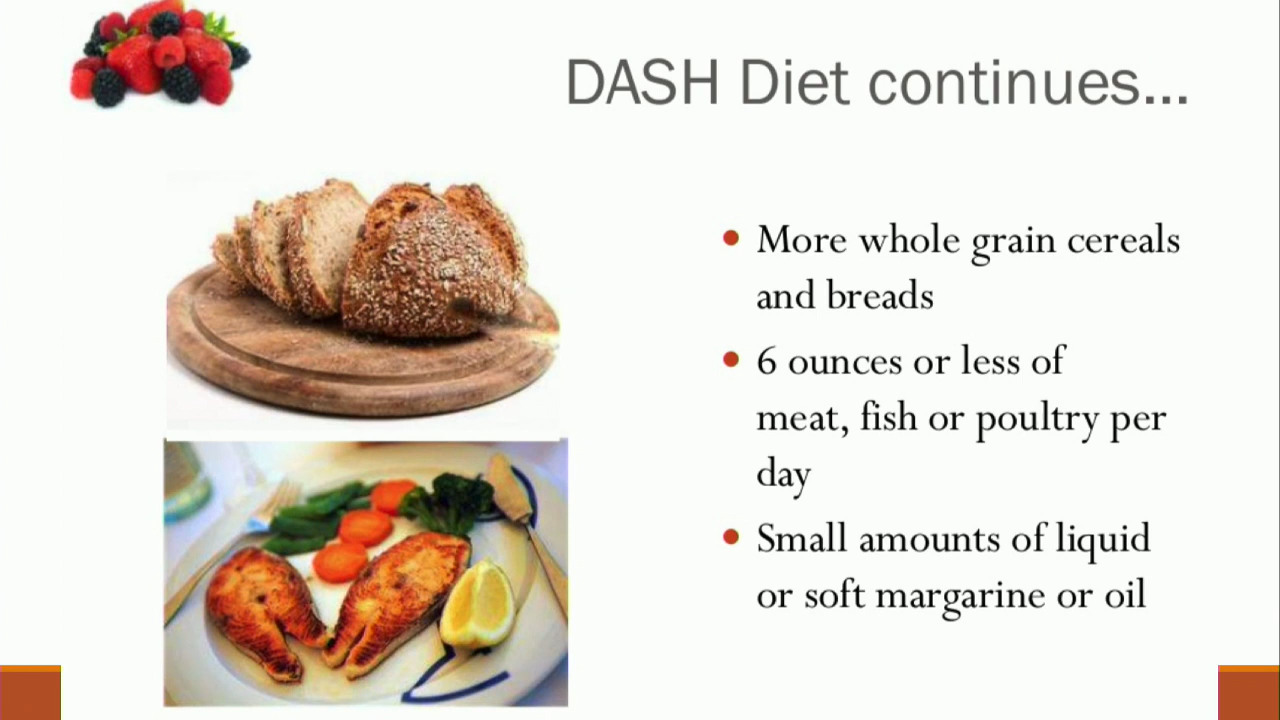 DASH Diet continues...
• More whole grain cereals
and breads
• 6 ounces or less of
meat, fish or poultry per
day
• Small amounts of liquid
or soft margarine or oil